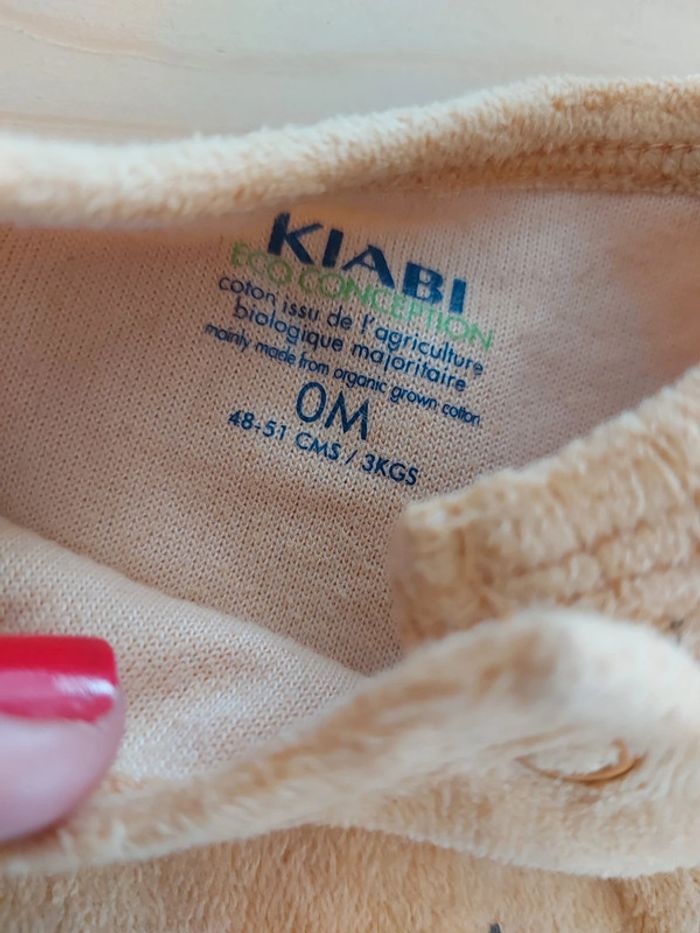 KIABI
ECO CONCEPTION
coton issu de l'agriculture
biologique majoritaire
mainly made from organic grown cotton
0M
48-51 CMS / 3KGS